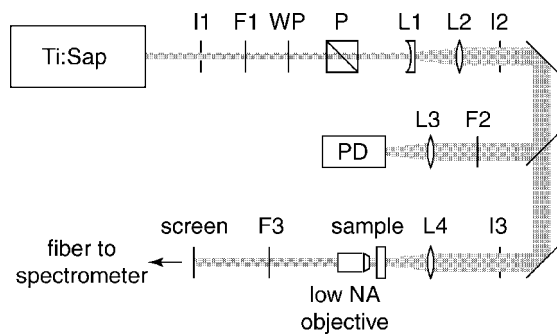 I1 F1 WP P L1 L2 I2
Ti:Sap
L3 F2
PD
screen F3 sample L4 I3
fiber to
spectrometer
low NA
objective